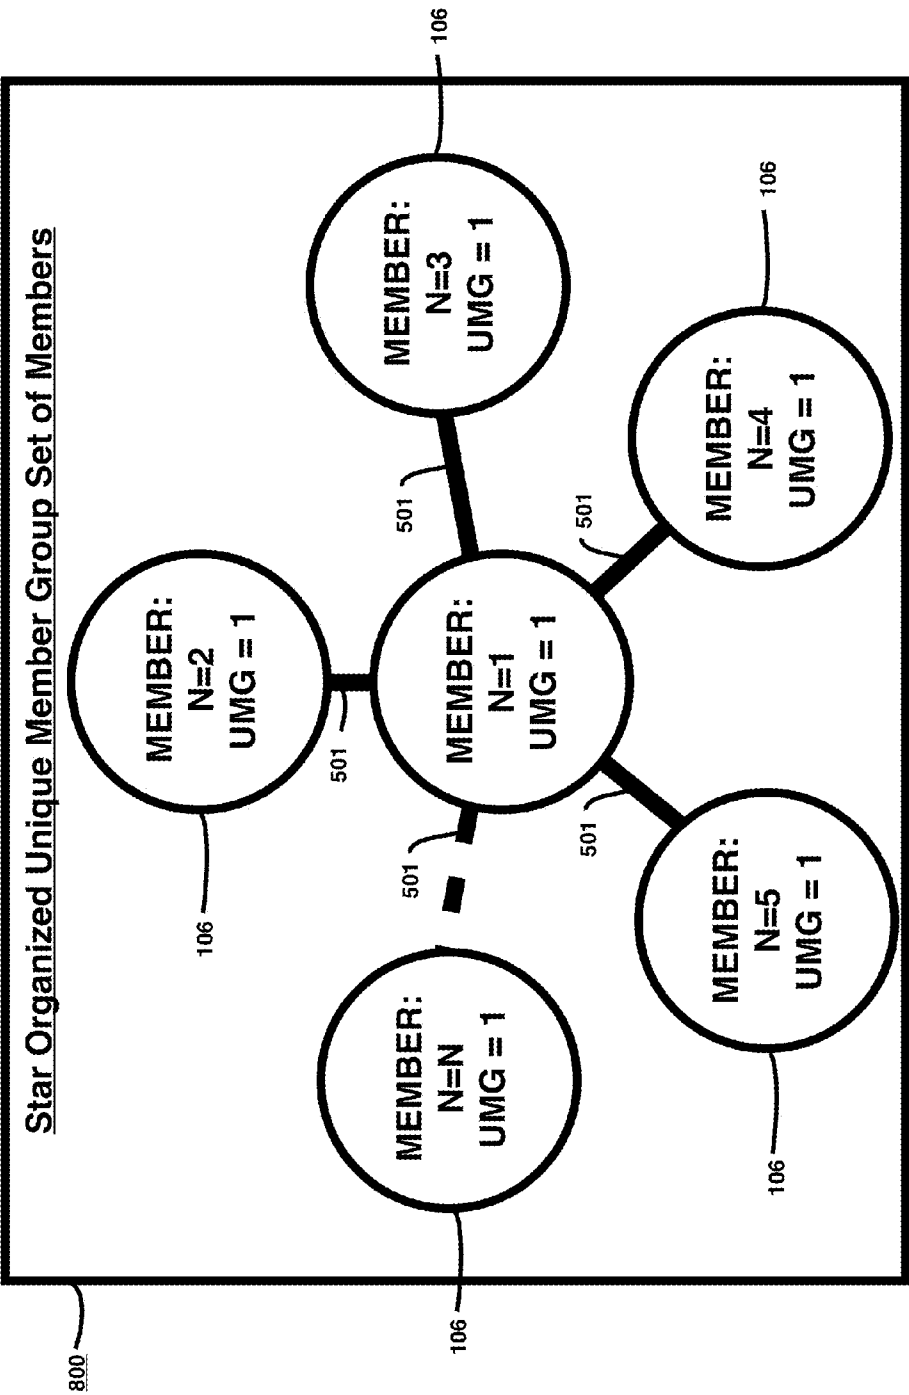 Star Organized Unique Member Group Set of Members
800
MEMBER:
N=2
UMG = 1
106
501
MEMBER:
N=N
UMG = 1
106
501
MEMBER:
N=1
UMG = 1
501
MEMBER:
N=3
UMG = 1
106
501
501
MEMBER:
N=5
UMG = 1
106
MEMBER:
N=4
UMG = 1
106